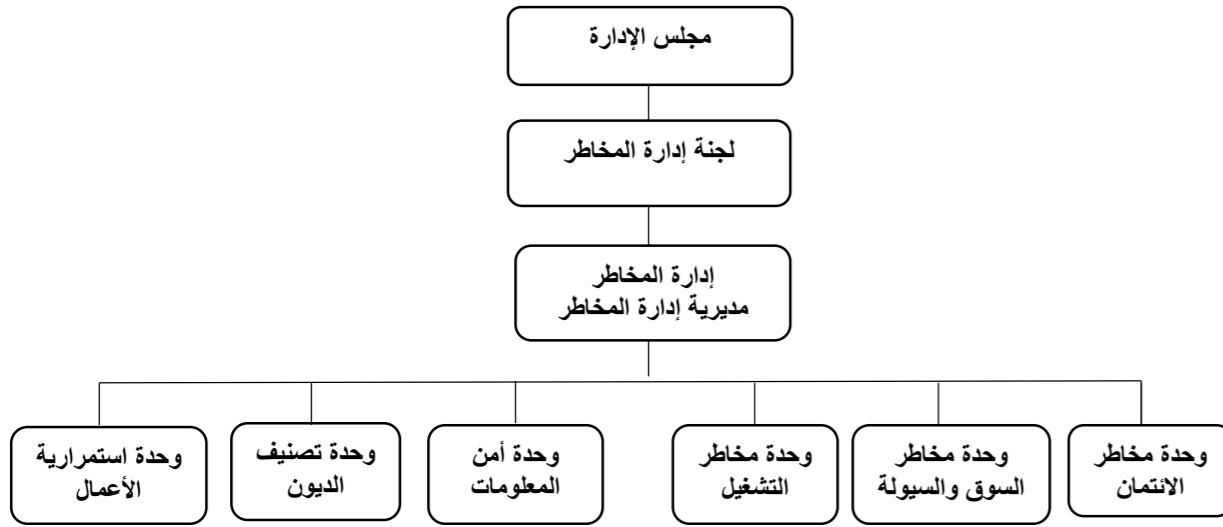 مجلس الإدارة
لجنة إدارة المخاطر
إدارة المخاطر
مديرية إدارة المخاطر
وحدة مخاطر
الائتمان
وحدة مخاطر
السوق والسيولة
وحدة مخاطر
التشغيل
وحدة أمن
المعلومات
وحدة تصنيف
الديون
وحدة استمرارية
الأعمال